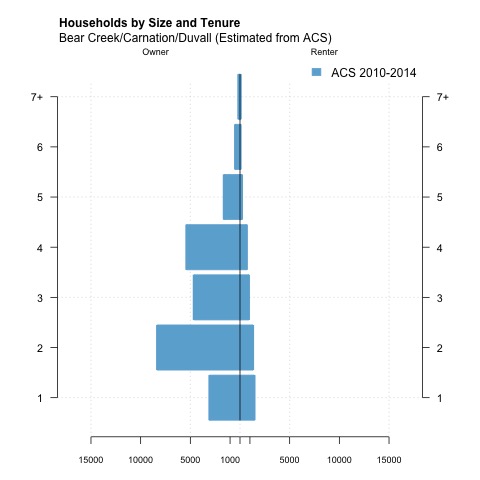 Households by Size and Tenure
Bear Creek/Carnation/Duvall (Estimated from ACS)
Owner Renter
ACS 2010-2014
7+ 7+
6 6
5 5
4 4
3 3
2 2
1 1
15000 10000 5000 1000 5000 10000 15000